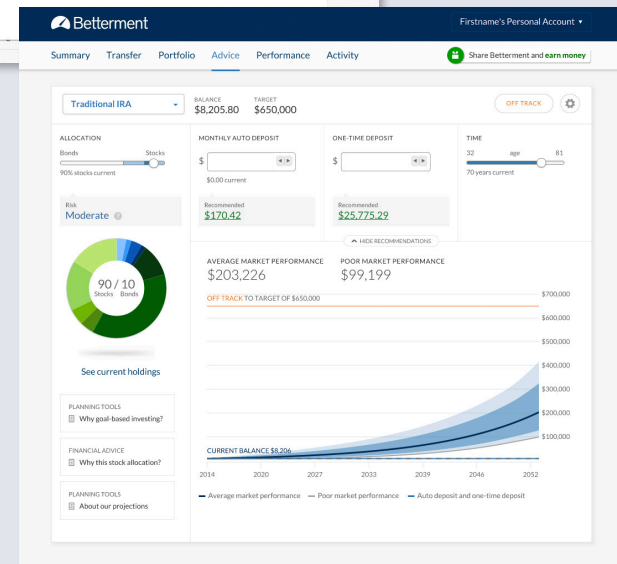 Betterment
Firstname's Personal Account
Summary Transfer Portfolio Advice Performance Activity
Share Betterment and earn money
Traditional IRA
BALANCE
$8,205.80
TARGET
$650,000
OFF TRACK
ALLOCATION
Bonds Stocks
90% stocks current
MONTHLY AUTO DEPOSIT
$
$0.00 current
ONE-TIME DEPOSIT
$
TIME
32 age 81
70 years current
Risk
Moderate
Recommended
$170.42
Recommended
$25,775.29
HIDE RECOMMENDATIONS
90 / 10
Stocks Bonds
See current holdings
PLANNING TOOLS
Why goal-based investing?
FINANCIAL ADVICE
Why this stock allocation?
PLANNING TOOLS
About our projections
AVERAGE MARKET PERFORMANCE
$203,226
POOR MARKET PERFORMANCE
$99,199
OFF TRACK TO TARGET OF $650,000
$700,000
$600,000
$500,000
$400,000
$300,000
$200,000
$100,000
CURRENT BALANCE $8,206
2014 2020 2027 2033 2039 2046 2052
Average market performance Poor market performance Auto deposit and one-time deposit